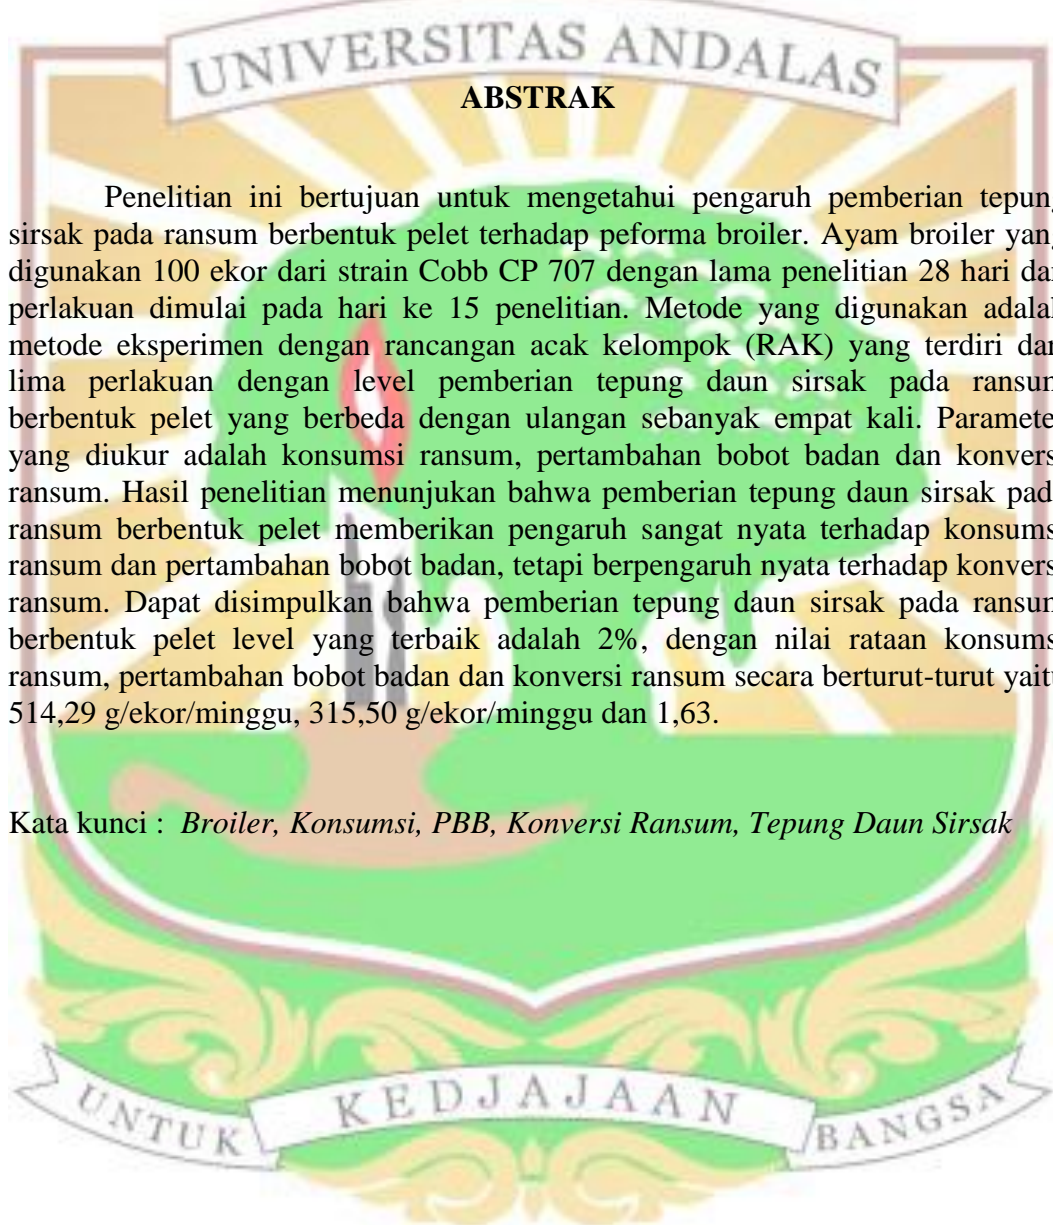 UNIVERSITAS ANDALAS
ABSTRAK
Penelitian ini bertujuan untuk mengetahui pengaruh pemberian tepung
sirsak pada ransum berbentuk pelet terhadap peforma broiler. Ayam broiler yang
digunakan 100 ekor dari strain Cobb CP 707 dengan lama penelitian 28 hari dan
perlakuan dimulai pada hari ke 15 penelitian. Metode yang digunakan adalah
metode eksperimen dengan rancangan acak kelompok (RAK) yang terdiri dari
lima perlakuan dengan level pemberian tepung daun sirsak pada ransum
berbentuk pelet yang berbeda dengan ulangan sebanyak empat kali. Parameter
yang diukur adalah konsumsi ransum, pertambahan bobot badan dan konversi
ransum. Hasil penelitian menunjukan bahwa pemberian tepung daun sirsak pada
ransum berbentuk pelet memberikan pengaruh sangat nyata terhadap konsumsi
ransum dan pertambahan bobot badan, tetapi berpengaruh nyata terhadap konversi
ransum. Dapat disimpulkan bahwa pemberian tepung daun sirsak pada ransum
berbentuk pelet level yang terbaik adalah 2%, dengan nilai rataan konsumsi
ransum, pertambahan bobot badan dan konversi ransum secara berturut-turut yaitu
514,29 g/ekor/minggu, 315,50 g/ekor/minggu dan 1,63.
Kata kunci : Broiler, Konsumsi, PBB, Konversi Ransum, Tepung Daun Sirsak
UNTUK KEDJAJAAN BANGSA